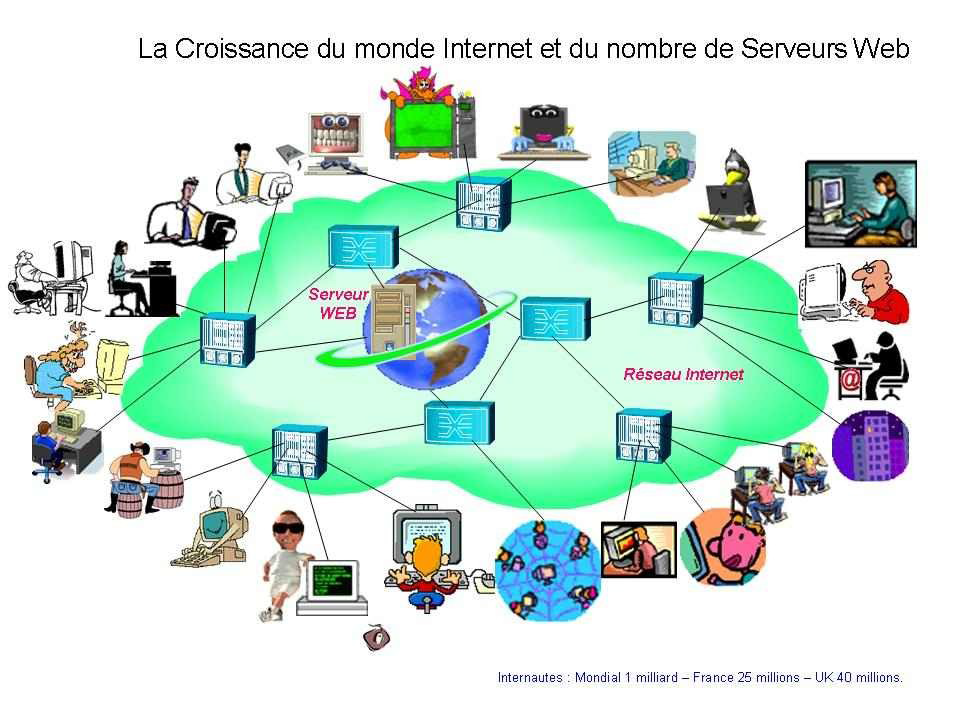 La Croissance du monde Internet et du nombre de Serveurs Web
Serveur
WEB
Réseau Internet
@
Internautes : Mondial 1 milliard – France 25 millions – UK 40 millions.